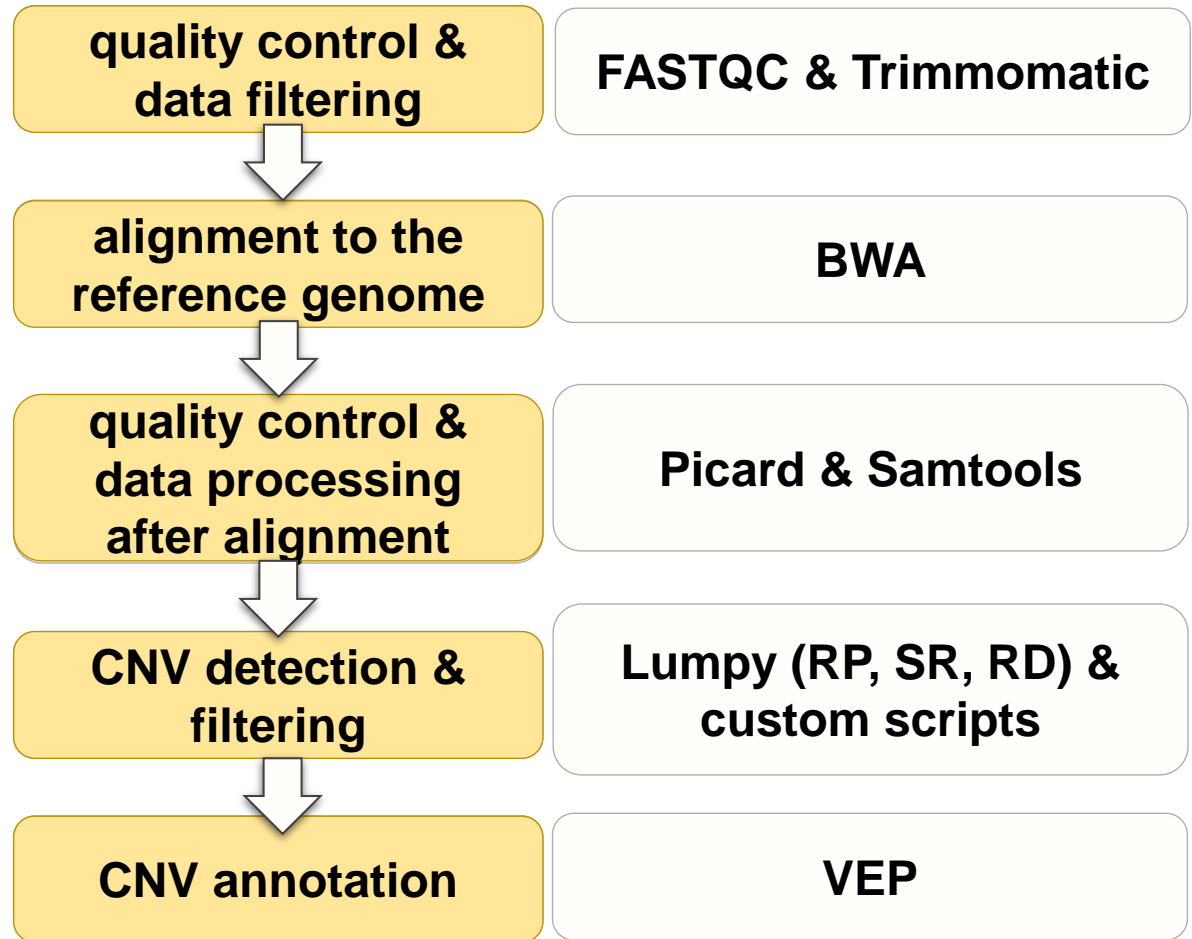 quality control &
data filtering
FASTQC & Trimmomatic
alignment to the
reference genome
BWA
quality control &
data processing
after alignment
Picard & Samtools
CNV detection &
filtering
Lumpy (RP, SR, RD) &
custom scripts
CNV annotation
VEP